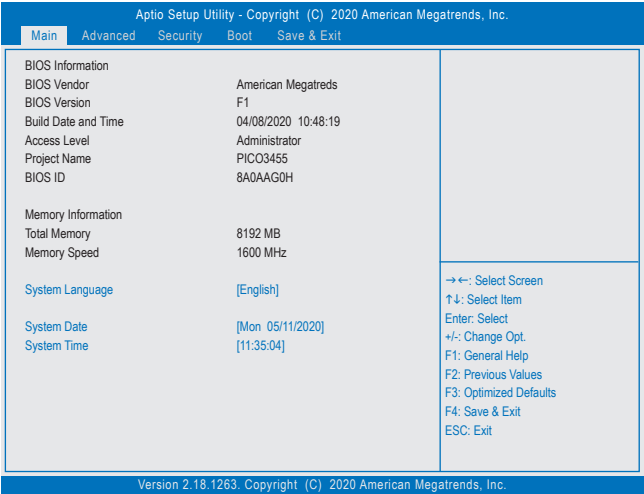 Aptio Setup Utility - Copyright (C) 2020 American Megatrends, Inc.
Main Advanced Security Boot Save & Exit
BIOS Information
BIOS Vendor American Megatreds
BIOS Version F1
Build Date and Time 04/08/2020 10:48:19
Access Level Administrator
Project Name PICO3455
BIOS ID 8A0AAG0H
Memory Information
Total Memory 8192 MB
Memory Speed 1600 MHz
System Language [English]
System Date [Mon 05/11/2020]
System Time [11:35:04]
→←: Select Screen
↑↓: Select Item
Enter: Select
+/-: Change Opt.
F1: General Help
F2: Previous Values
F3: Optimized Defaults
F4: Save & Exit
ESC: Exit
Version 2.18.1263. Copyright (C) 2020 American Megatrends, Inc.